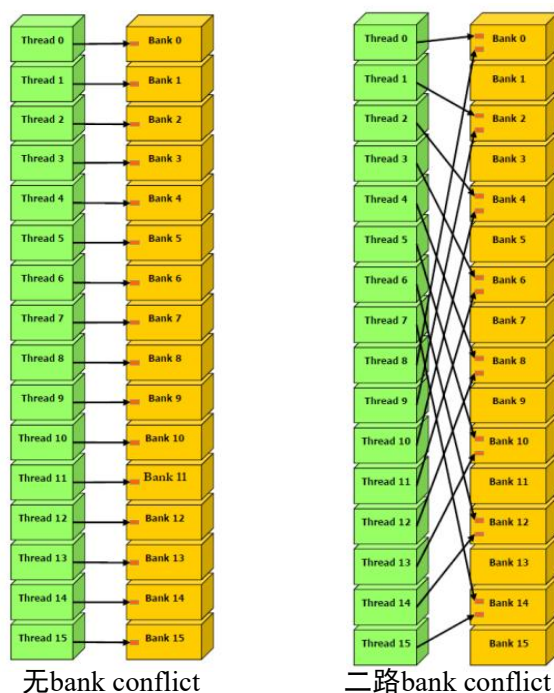 Thread 0 Bank 0
Thread 1 Bank 1
Thread 2 Bank 2
Thread 3 Bank 3
Thread 4 Bank 4
Thread 5 Bank 5
Thread 6 Bank 6
Thread 7 Bank 7
Thread 8 Bank 8
Thread 9 Bank 9
Thread 10 Bank 10
Thread 11 Bank 11
Thread 12 Bank 12
Thread 13 Bank 13
Thread 14 Bank 14
Thread 15 Bank 15
无bank conflict
Thread 0 Bank 0
Thread 1 Bank 1
Thread 2 Bank 2
Thread 3 Bank 3
Thread 4 Bank 4
Thread 5 Bank 5
Thread 6 Bank 6
Thread 7 Bank 7
Thread 8 Bank 8
Thread 9 Bank 9
Thread 10 Bank 10
Thread 11 Bank 11
Thread 12 Bank 12
Thread 13 Bank 13
Thread 14 Bank 14
Thread 15 Bank 15
二路bank conflict